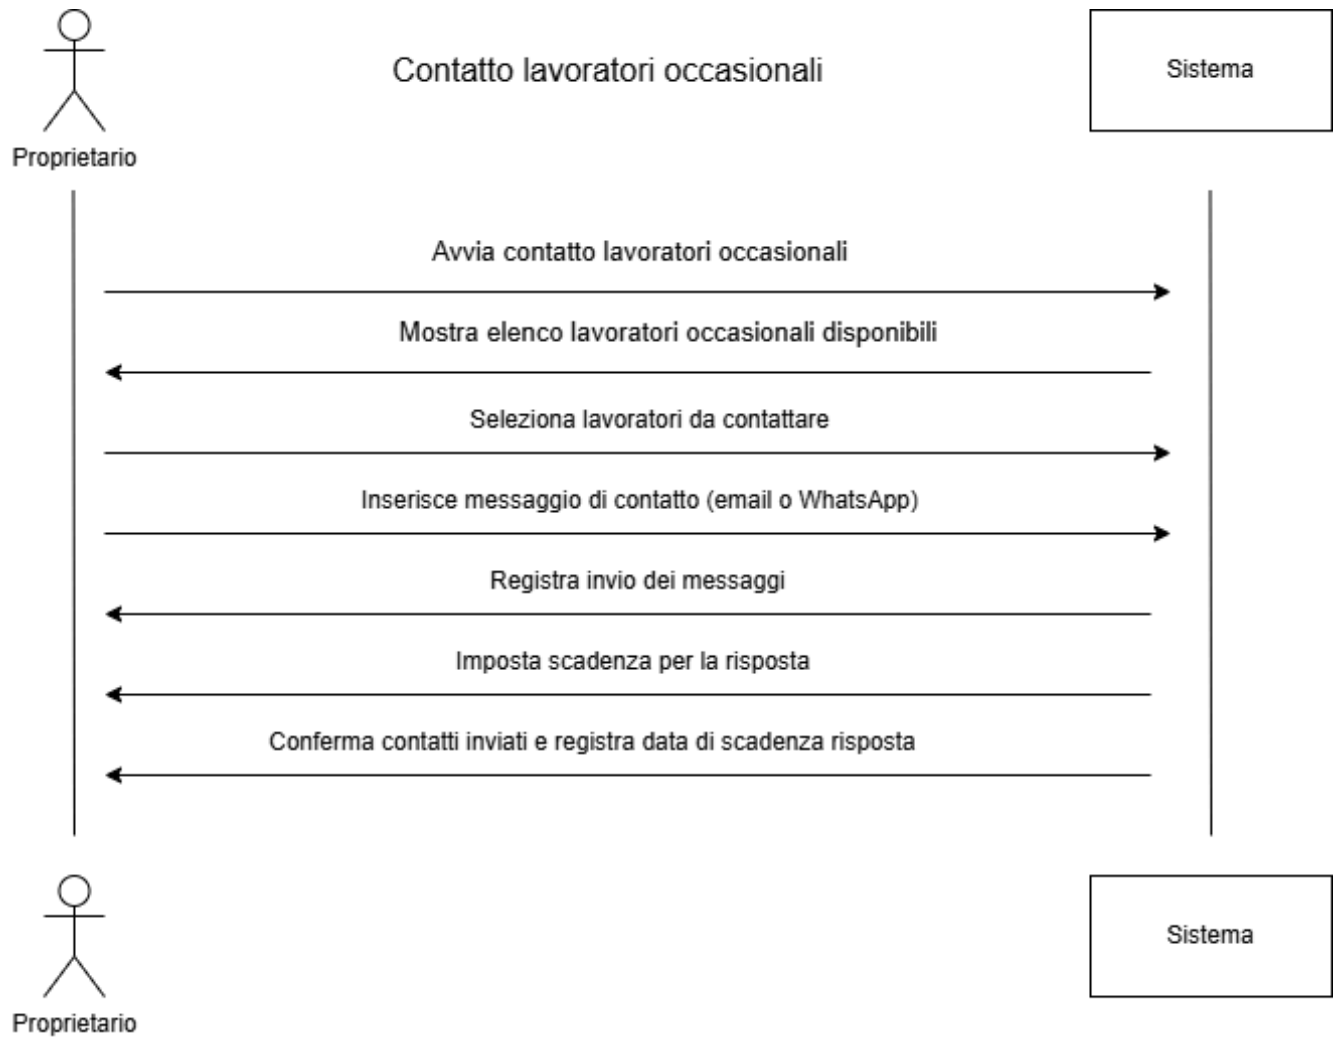 Contatto lavoratori occasionali
Sistema
Proprietario
Avvia contatto lavoratori occasionali
Mostra elenco lavoratori occasionali disponibili
Seleziona lavoratori da contattare
Inserisce messaggio di contatto (email o WhatsApp)
Registra invio dei messaggi
Imposta scadenza per la risposta
Conferma contatti inviati e registra data di scadenza risposta
Sistema
Proprietario